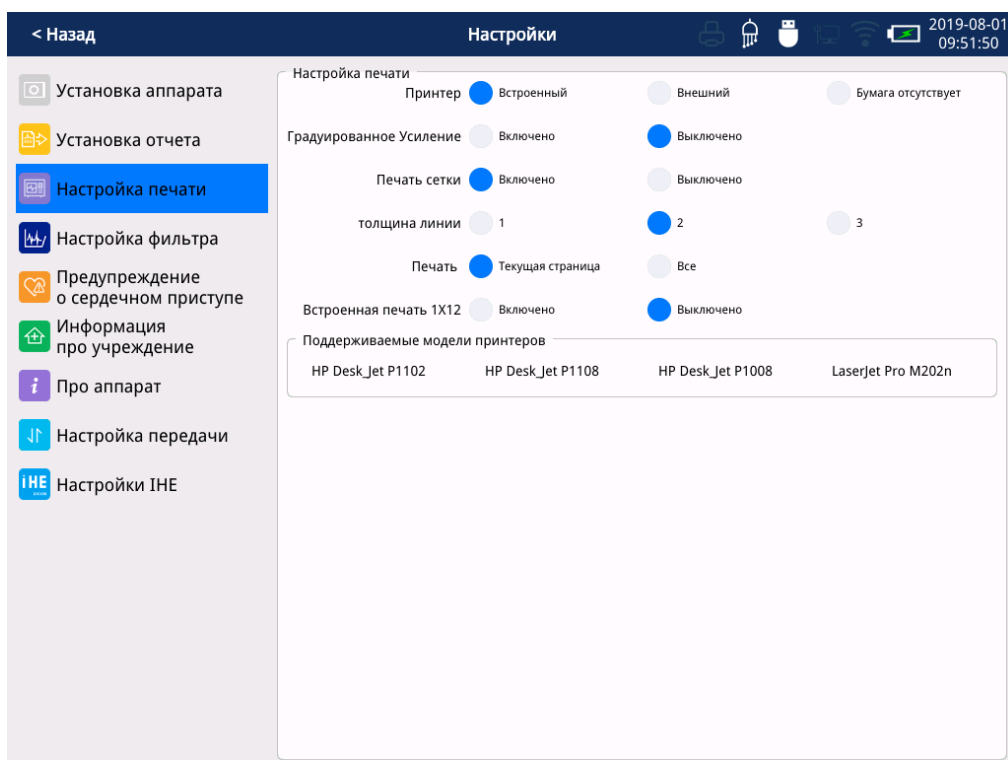 < Назад
Настройки
2019-08-01
09:51:50
Установка аппарата
Установка отчета
Настройка печати
Настройка фильтра
Предупреждение
о сердечном приступе
Информация
про учреждение
Про аппарат
Настройка передачи
iHE
Настройки IHE
Настройка печати
Принтер Встроенный Внешний Бумага отсутствует
Градуированное Усиление Включено Выключено
Печать сетки Включено Выключено
толщина линии 1 2 3
Печать Текущая страница Все
Встроенная печать 1X12 Включено Выключено
Поддерживаемые модели принтеров
HP Desk_Jet P1102 HP Desk_Jet P1108 HP Desk_Jet P1008 LaserJet Pro M202n